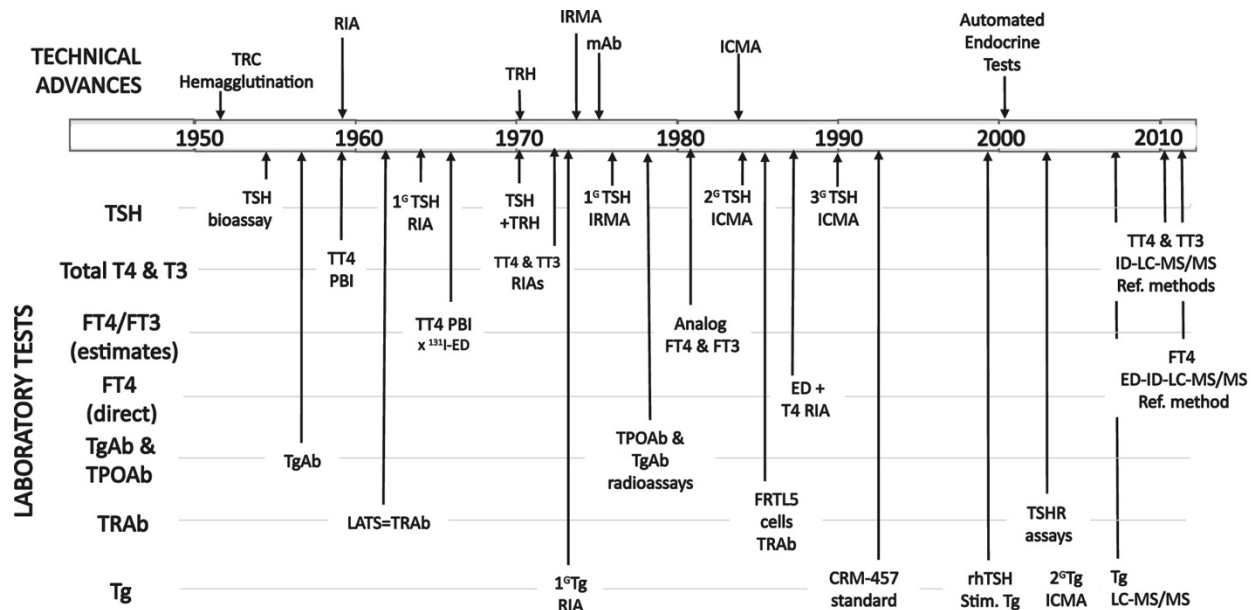 TECHNICAL
ADVANCES
TRC
Hemagglutination
RIA
TRH
IRMA
mAb
ICMA
Automated
Endocrine
Tests
1950
1960
1970
1980
1990
2000
2010
LABORATORY TESTS
TSH
TSH
bioassay
1ᴳ TSH
RIA
TSH
+TRH
1ᴳ TSH
IRMA
2ᴳ TSH
ICMA
3ᴳ TSH
ICMA
Total T4 & T3
TT4
PBI
TT4 & TT3
RIAs
TT4 & TT3
ID-LC-MS/MS
Ref. methods
FT4/FT3
(estimates)
TT4 PBI
x ¹³¹I-ED
Analog
FT4 & FT3
FT4
(direct)
ED +
T4 RIA
FT4
ED-ID-LC-MS/MS
Ref. method
TgAb &
TPOAb
TgAb
TPOAb &
TgAb
radioassays
TRAb
LATS=TRAb
FRTL5
cells
TRAb
TSHR
assays
Tg
1ᴳTg
RIA
CRM-457
standard
rhTSH
Stim. Tg
2ᴳTg
ICMA
Tg
LC-MS/MS